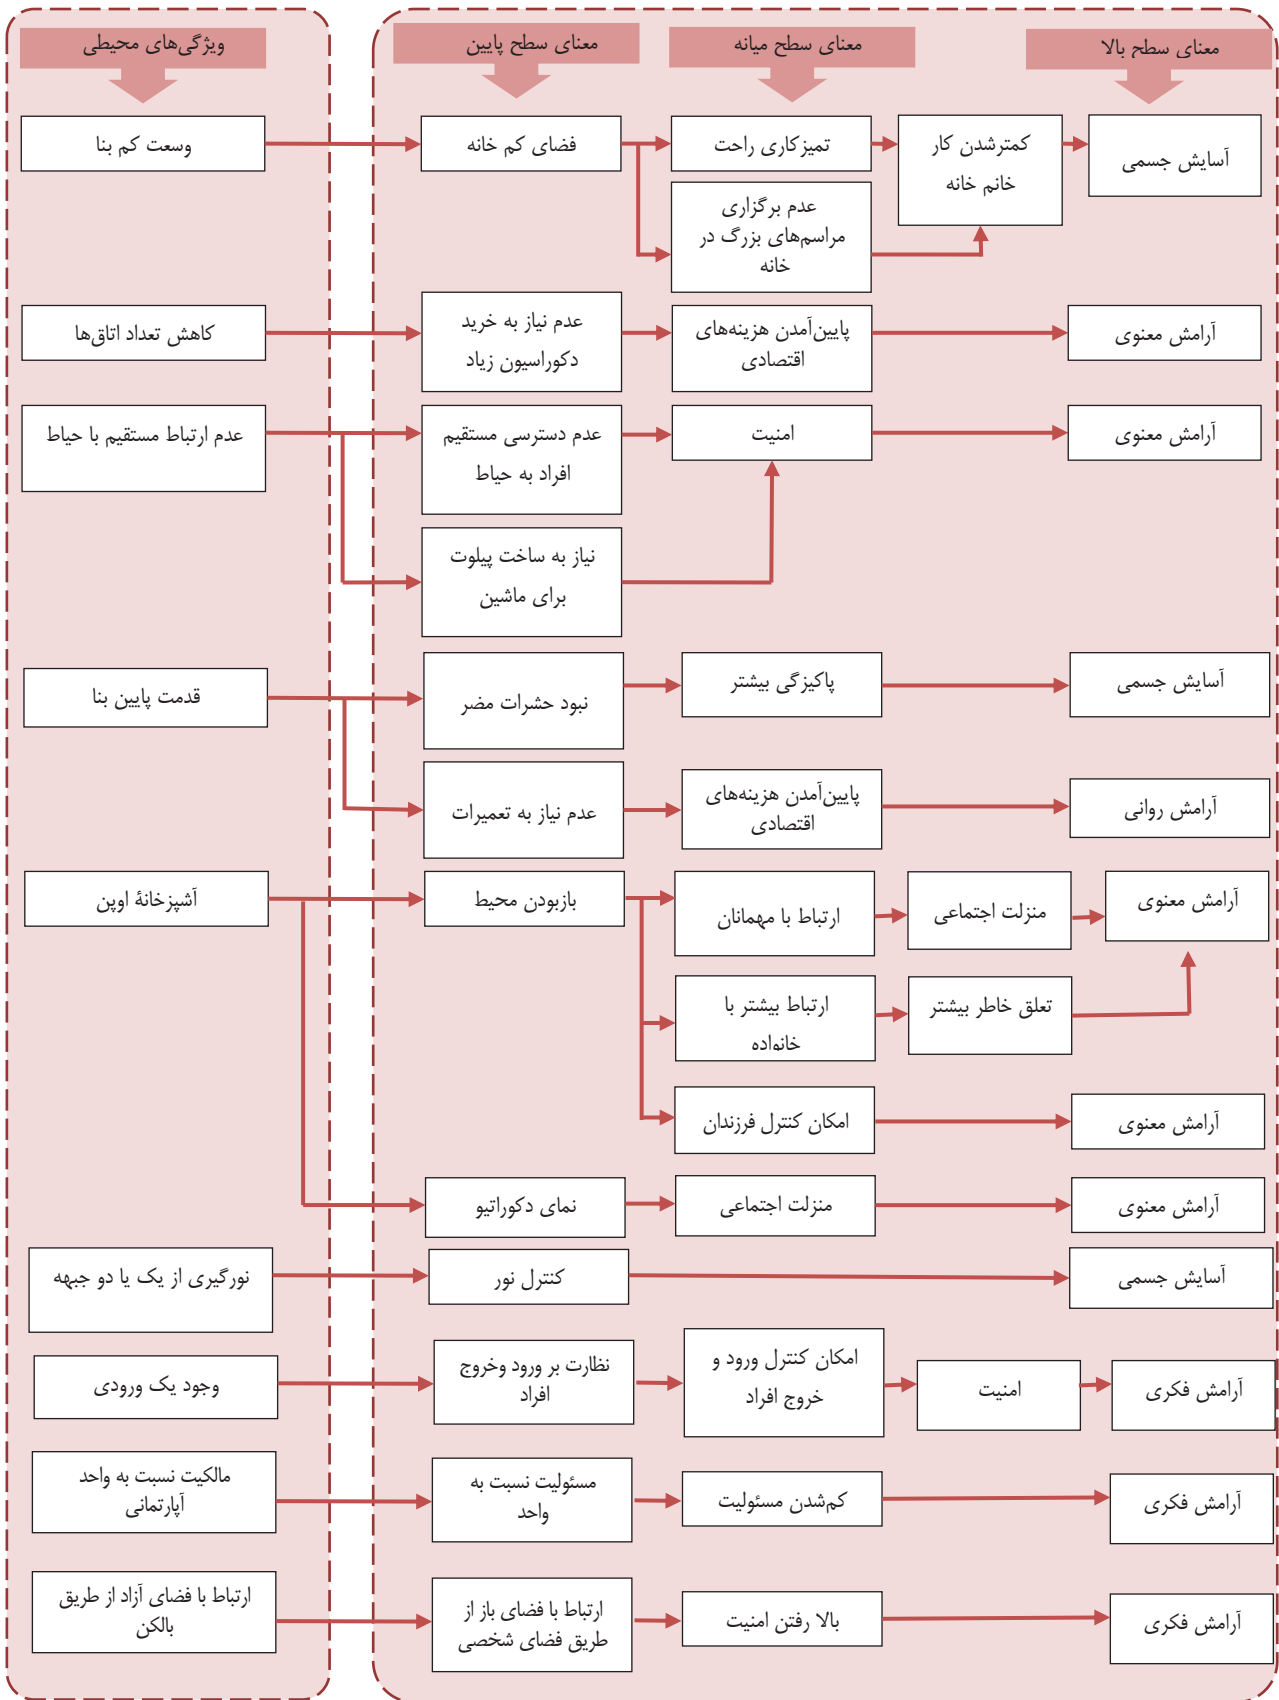 ویژگی‌های محیطی
معنای سطح پایین
معنای سطح میانه
معنای سطح بالا
وسعت کم بنا
فضای کم خانه
تمیزکاری راحت
کمترشدن کار
خانم خانه
آسایش جسمی
عدم برگزاری
مراسم‌های بزرگ در
خانه
کاهش تعداد اتاق‌ها
عدم نیاز به خرید
دکوراسیون زیاد
پایین‌آمدن هزینه‌های
اقتصادی
آرامش معنوی
عدم ارتباط مستقیم با حیاط
عدم دسترسی مستقیم
افراد به حیاط
امنیت
آرامش معنوی
نیاز به ساخت پیلوت
برای ماشین
قدمت پایین بنا
نبود حشرات مضر
پاکیزگی بیشتر
آسایش جسمی
عدم نیاز به تعمیرات
پایین‌آمدن هزینه‌های
اقتصادی
آرامش روانی
آشپزخانۀ اوپن
بازبودن محیط
ارتباط با مهمانان
منزلت اجتماعی
آرامش معنوی
ارتباط بیشتر با
خانواده
تعلق خاطر بیشتر
امکان کنترل فرزندان
آرامش معنوی
نمای دکوراتیو
منزلت اجتماعی
آرامش معنوی
نورگیری از یک یا دو جبهه
کنترل نور
آسایش جسمی
وجود یک ورودی
نظارت بر ورود وخروج
افراد
امکان کنترل ورود و
خروج افراد
امنیت
آرامش فکری
مالکیت نسبت به واحد
آپارتمانی
مسئولیت نسبت به
واحد
کم‌شدن مسئولیت
آرامش فکری
ارتباط با فضای آزاد از طریق
بالکن
ارتباط با فضای باز از
طریق فضای شخصی
بالا رفتن امنیت
آرامش فکری